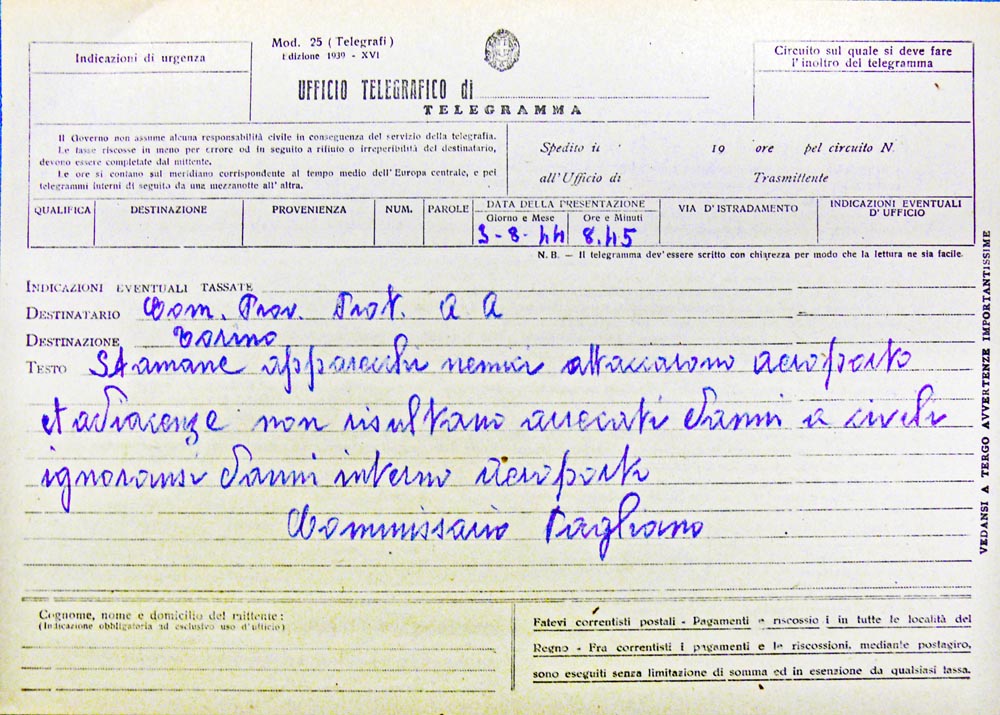 Mod. 25 (Telegrafi)
Edizione 1939 - XVI
Indicazioni di urgenza
UFFICIO TELEGRAFICO di
TELEGRAMMA
Circuito sul quale si deve fare
l'inoltro del telegramma
Il Governo non assume alcuna responsabilità civile in conseguenza del servizio della telegrafia.
Le tasse riscosse in meno per errore od in seguito a rifiuto o irreperibilità del destinatario,
devono essere completate dal mittente.
Le ore si contano sul meridiano corrispondente al tempo medio dell'Europa centrale, e pei
telegrammi interni di seguito da una mezzanotte all'altra.
Spedito il 19 ore pel circuito N.
all'Ufficio di Trasmittente
QUALIFICA DESTINAZIONE PROVENIENZA NUM. PAROLE DATA DELLA PRESENTAZIONE VIA D'ISTRADAMENTO INDICAZIONI EVENTUALI
D'UFFICIO
Giorno e Mese Ore e Minuti
3-8-44 8.45
N. B. — Il telegramma dev'essere scritto con chiarezza per modo che la lettura ne sia facile.
INDICAZIONI EVENTUALI TASSATE
DESTINATARIO Com. Prov. Prot. A A
DESTINAZIONE Torino
TESTO Stamane apparecchi nemici attaccarono aeroporto
et adiacenze non risultano arrecati danni a civili
ignoransi danni interno aeroporto
Commissario Pagliano
VEDANSI A TERGO AVVERTENZE IMPORTANTISSIME
Cognome, nome e domicilio del mittente:
(Indicazione obbligatoria ad esclusivo uso d'ufficio)
Fatevi correntisti postali - Pagamenti e riscossioi i in tutte le località del
Regno - Fra correntisti i pagamenti e le riscossioni, mediante postagiro,
sono eseguiti senza limitazione di somma ed in esenzione da qualsiasi tassa.